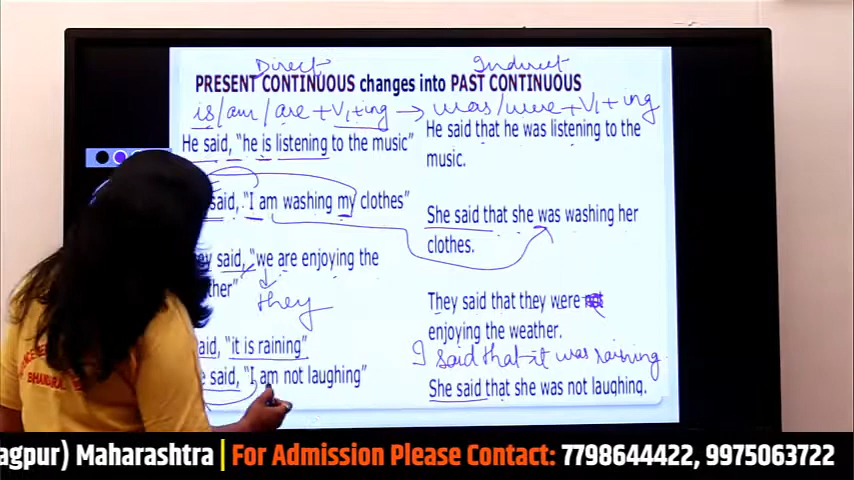 Direct Indirect
PRESENT CONTINUOUS changes into PAST CONTINUOUS
is/am/are + V1 + ing → was/were + V1 + ing
He said, "he is listening to the music"
He said that he was listening to the music.
said, "I am washing my clothes"
She said that she was washing her clothes.
said, "we are enjoying the
they
They said that they were
enjoying the weather.
said, "it is raining"
I said that it was raining
said, "I am not laughing"
She said that she was not laughing.
BHANDARA
agpur) Maharashtra | For Admission Please Contact: 7798644422, 9975063722